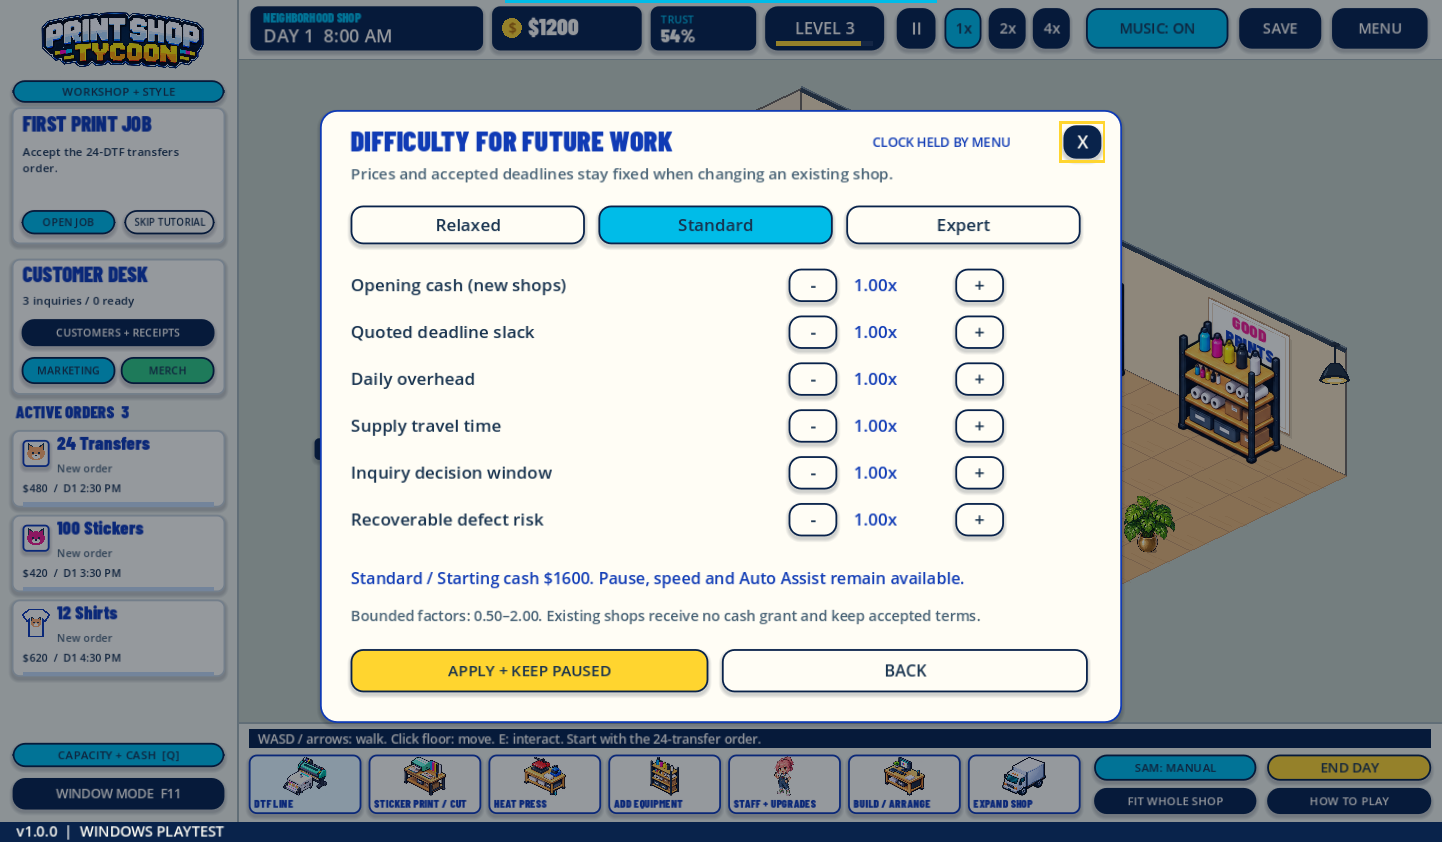 PRINT SHOP
TYCOON
NEIGHBORHOOD SHOP
DAY 1 8:00 AM
$ $1200
TRUST
54%
LEVEL 3
II
1x
2x
4x
MUSIC: ON
SAVE
MENU
WORKSHOP + STYLE
FIRST PRINT JOB
Accept the 24-DTF transfers
order.
OPEN JOB
SKIP TUTORIAL
CUSTOMER DESK
3 inquiries / 0 ready
CUSTOMERS + RECEIPTS
MARKETING
MERCH
ACTIVE ORDERS 3
24 Transfers
New order
$480 / D1 2:30 PM
100 Stickers
New order
$420 / D1 3:30 PM
12 Shirts
New order
$620 / D1 4:30 PM
CAPACITY + CASH [Q]
WINDOW MODE F11
DIFFICULTY FOR FUTURE WORK
CLOCK HELD BY MENU
X
Prices and accepted deadlines stay fixed when changing an existing shop.
Relaxed
Standard
Expert
Opening cash (new shops) - 1.00x +
Quoted deadline slack - 1.00x +
Daily overhead - 1.00x +
Supply travel time - 1.00x +
Inquiry decision window - 1.00x +
Recoverable defect risk - 1.00x +
Standard / Starting cash $1600. Pause, speed and Auto Assist remain available.
Bounded factors: 0.50–2.00. Existing shops receive no cash grant and keep accepted terms.
APPLY + KEEP PAUSED
BACK
GOOD
PRINTS
WASD / arrows: walk. Click floor: move. E: interact. Start with the 24-transfer order.
DTF LINE
STICKER PRINT / CUT
HEAT PRESS
ADD EQUIPMENT
STAFF + UPGRADES
BUILD / ARRANGE
EXPAND SHOP
SAM: MANUAL
END DAY
FIT WHOLE SHOP
HOW TO PLAY
v1.0.0 | WINDOWS PLAYTEST